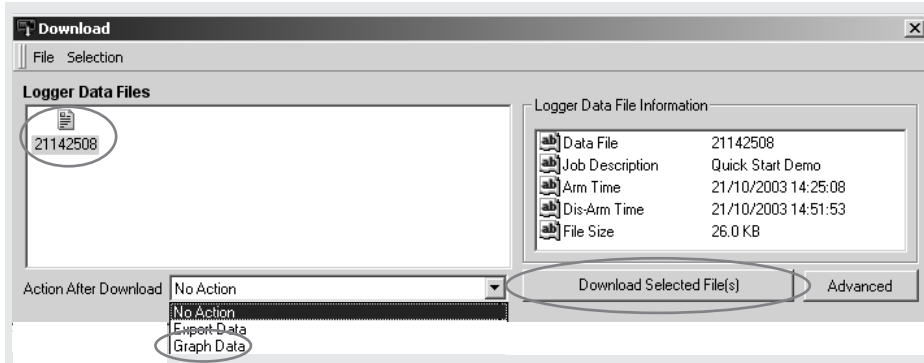 Download
File Selection
Logger Data Files
21142508
Logger Data File Information
Data File 21142508
Job Description Quick Start Demo
Arm Time 21/10/2003 14:25:08
Dis-Arm Time 21/10/2003 14:51:53
File Size 26.0 KB
Action After Download No Action
Download Selected File(s)
Advanced
No Action
Export Data
Graph Data